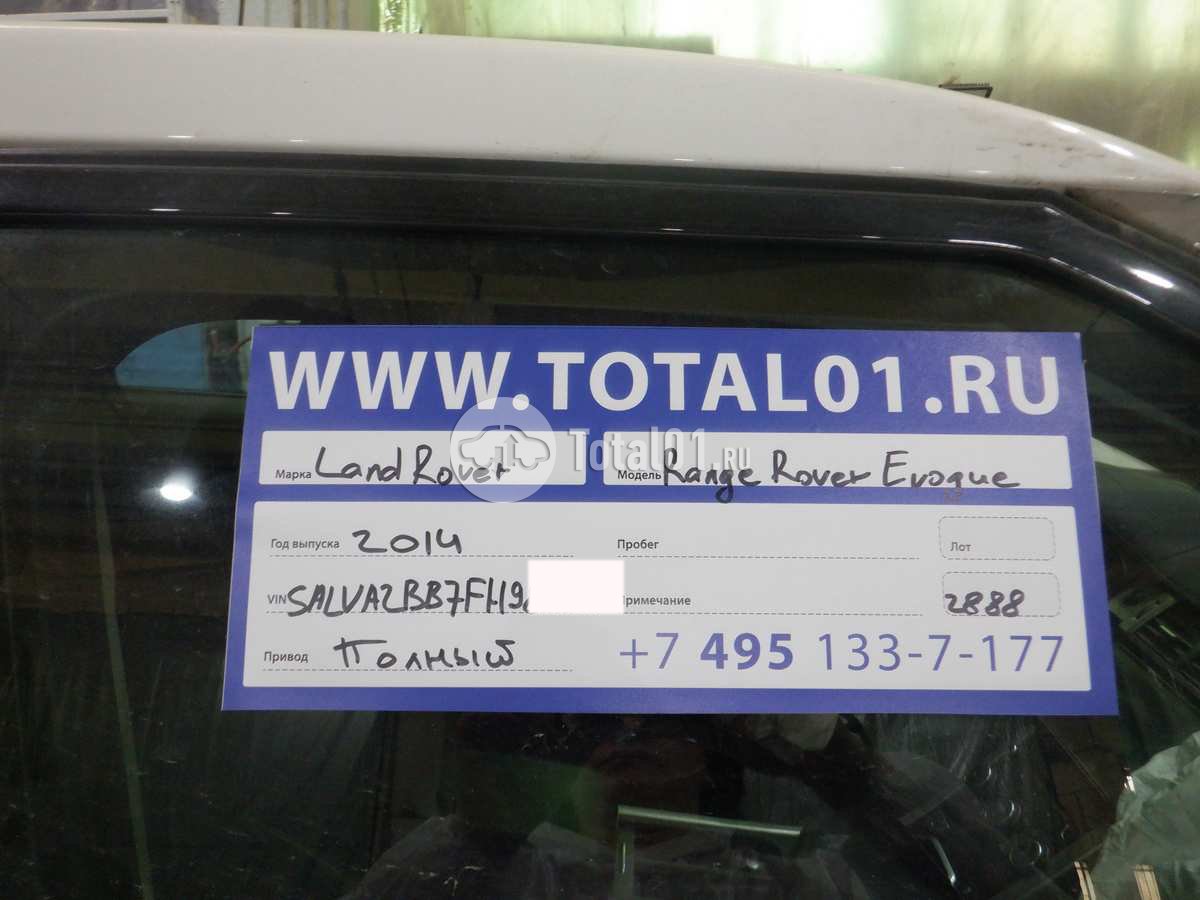 WWW.TOTAL01.RU
Марка Land Rover Total01.RU Модель Range Rover Evoque
Год выпуска 2014 Пробег Лот
VIN SALVA2BB7FH9 Примечание 2888
Привод Полный +7 495 133-7-177